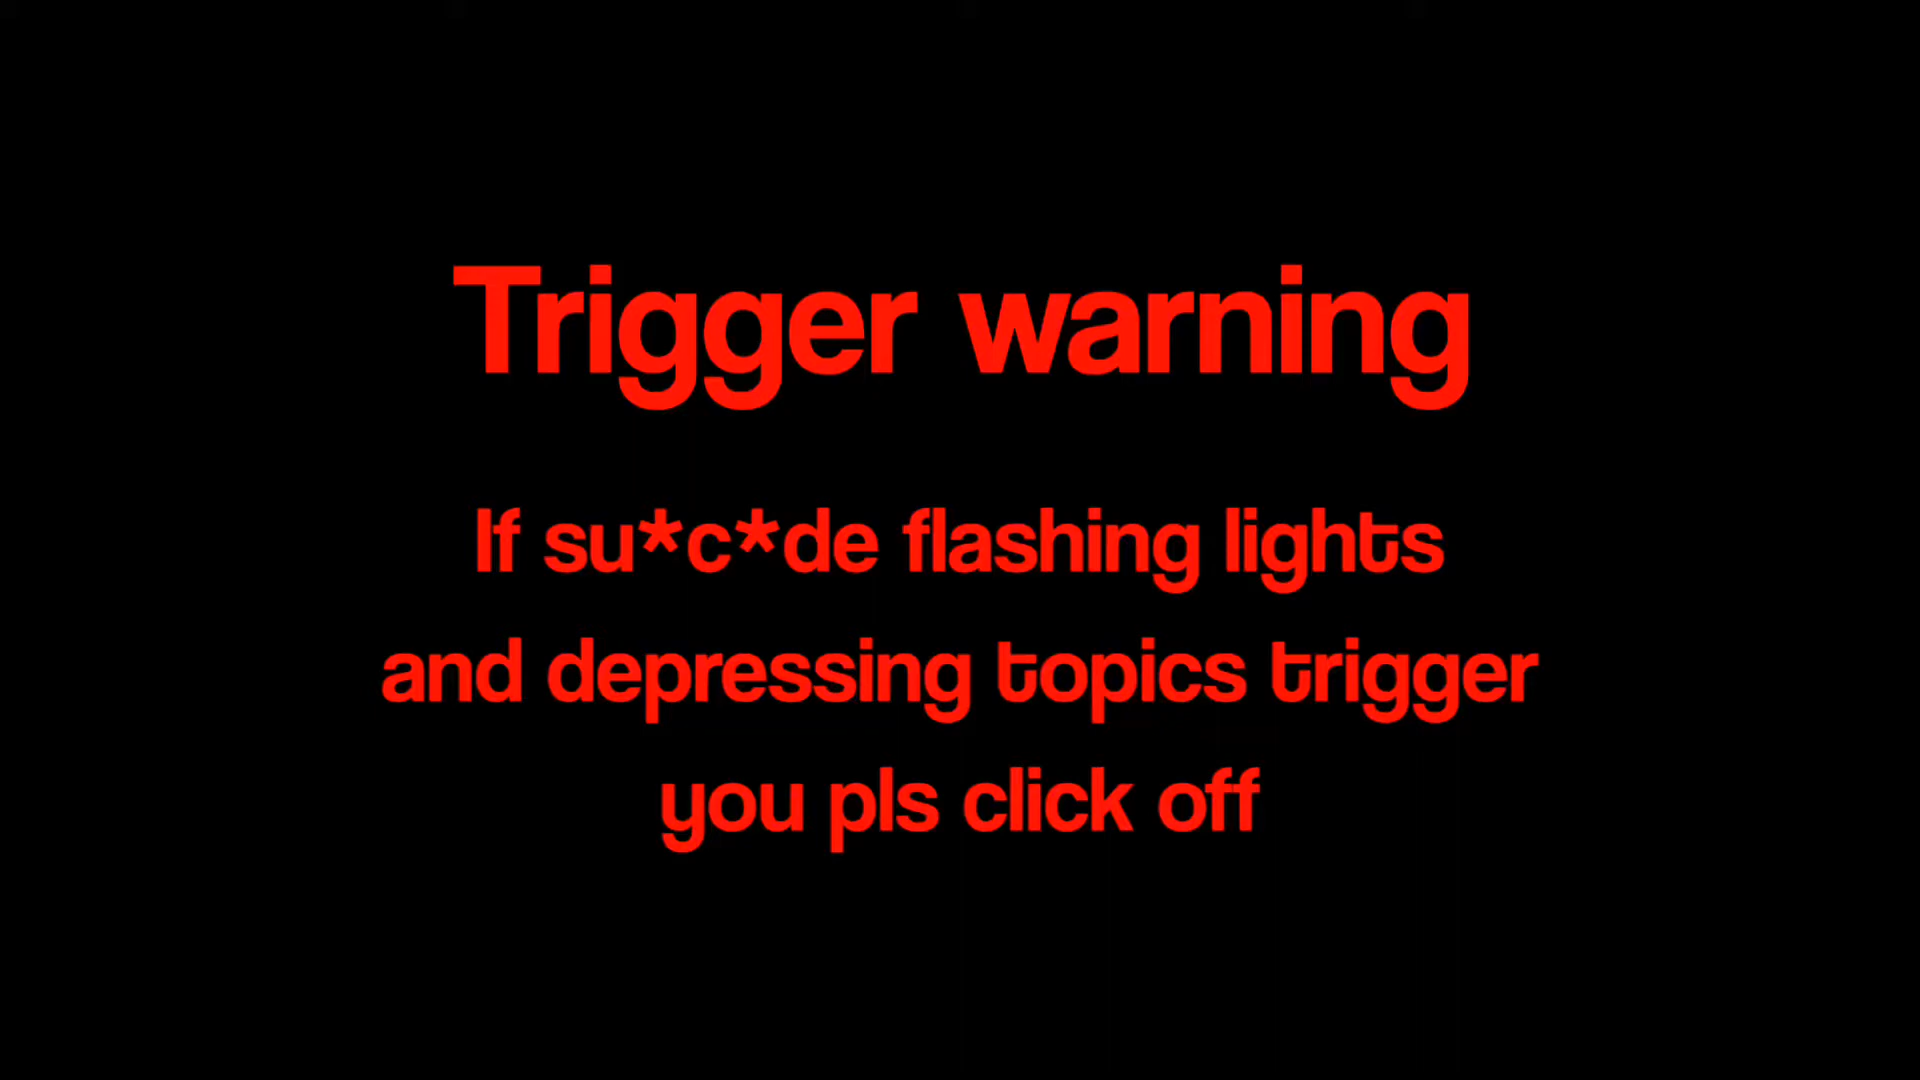 Trigger warning
If su*c*de flashing lights
and depressing topics trigger
you pls click off